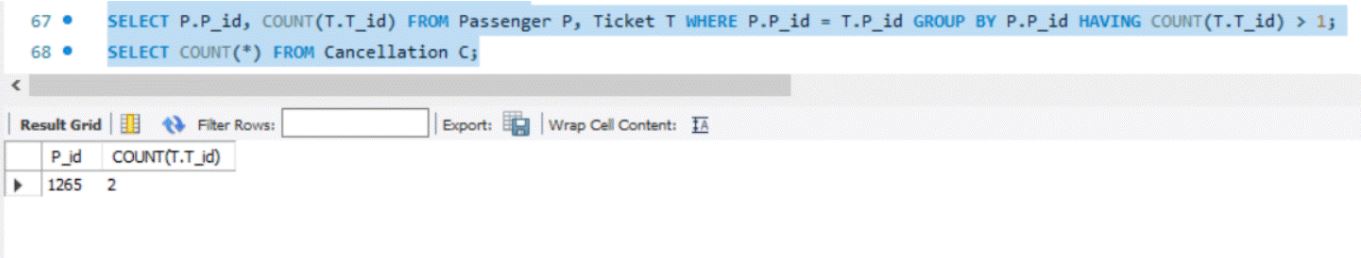 67 SELECT P.P_id, COUNT(T.T_id) FROM Passenger P, Ticket T WHERE P.P_id = T.P_id GROUP BY P.P_id HAVING COUNT(T.T_id) > 1;
68 SELECT COUNT(*) FROM Cancellation C;
Result Grid Filter Rows: Export: Wrap Cell Content: IA
P_id COUNT(T.T_id)
1265 2